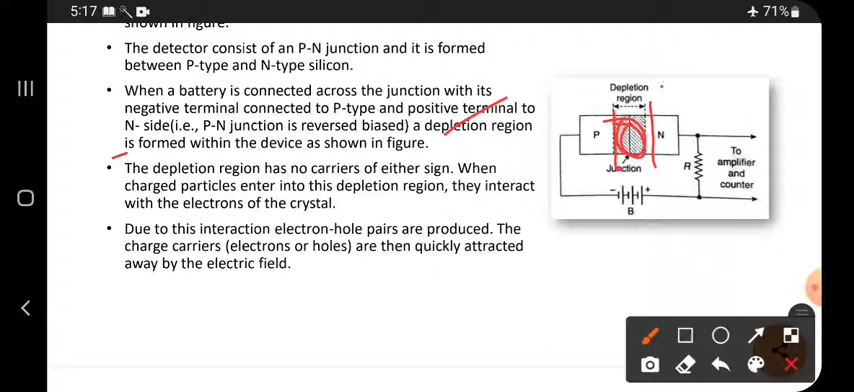 5:17
71%
shown in figure.
• The detector consist of an P-N junction and it is formed
between P-type and N-type silicon.
• When a battery is connected across the junction with its
negative terminal connected to P-type and positive terminal to
N- side(i.e., P-N junction is reversed biased) a depletion region
is formed within the device as shown in figure.
• The depletion region has no carriers of either sign. When
charged particles enter into this depletion region, they interact
with the electrons of the crystal.
• Due to this interaction electron-hole pairs are produced. The
charge carriers (electrons or holes) are then quickly attracted
away by the electric field.
Depletion
region
P
N
Junction
R
To
amplifier
and
counter
− +
B